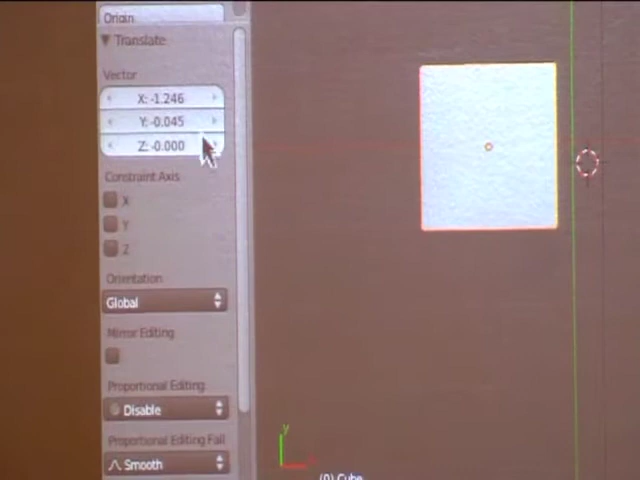 Origin
Translate
Vector
X: -1.246
Y: -0.045
Z: -0.000
Constraint Axis
X
Y
Z
Orientation
Global
Mirror Editing
Proportional Editing
Disable
Proportional Editing Fall
Smooth
y
(0) Cube